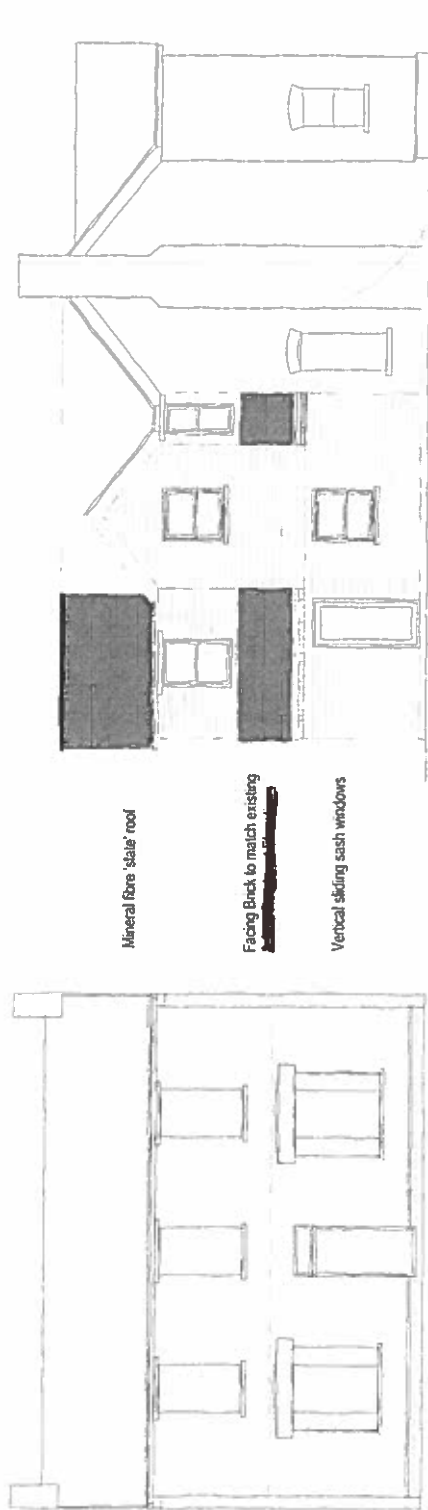 Mineral fibre 'slate' roof
Facing Brick to match existing
Vertical sliding sash windows